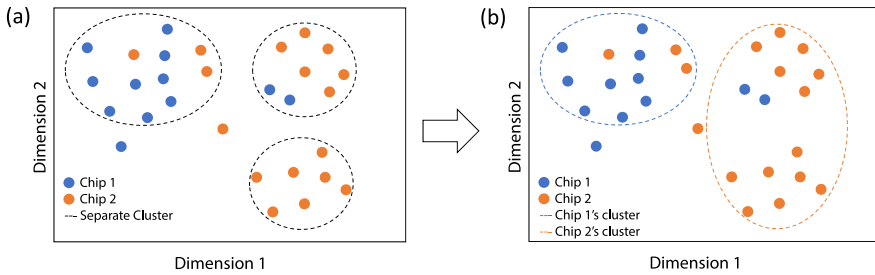 (a)
Dimension 2
Chip 1
Chip 2
Separate Cluster
Dimension 1
(b)
Dimension 2
Chip 1
Chip 2
Chip 1's cluster
Chip 2's cluster
Dimension 1